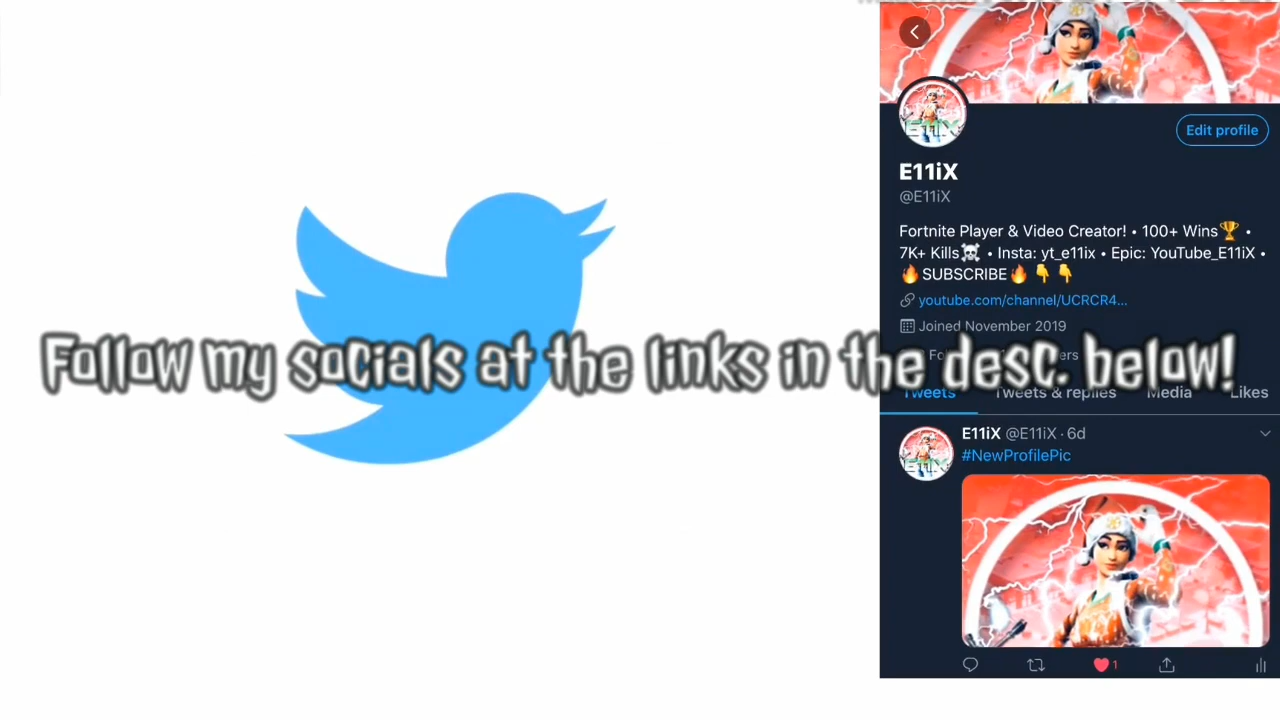 E11iX
Edit profile
E11iX
@E11iX
Fortnite Player & Video Creator! • 100+ Wins🏆 •
7K+ Kills☠️ • Insta: yt_e11ix • Epic: YouTube_E11iX •
🔥SUBSCRIBE🔥👇👇
youtube.com/channel/UCRCR4...
Joined November 2019
Follow my socials at the links in the desc. below!
Tweets Tweets & replies Media Likes
E11iX @E11iX · 6d
#NewProfilePic
1